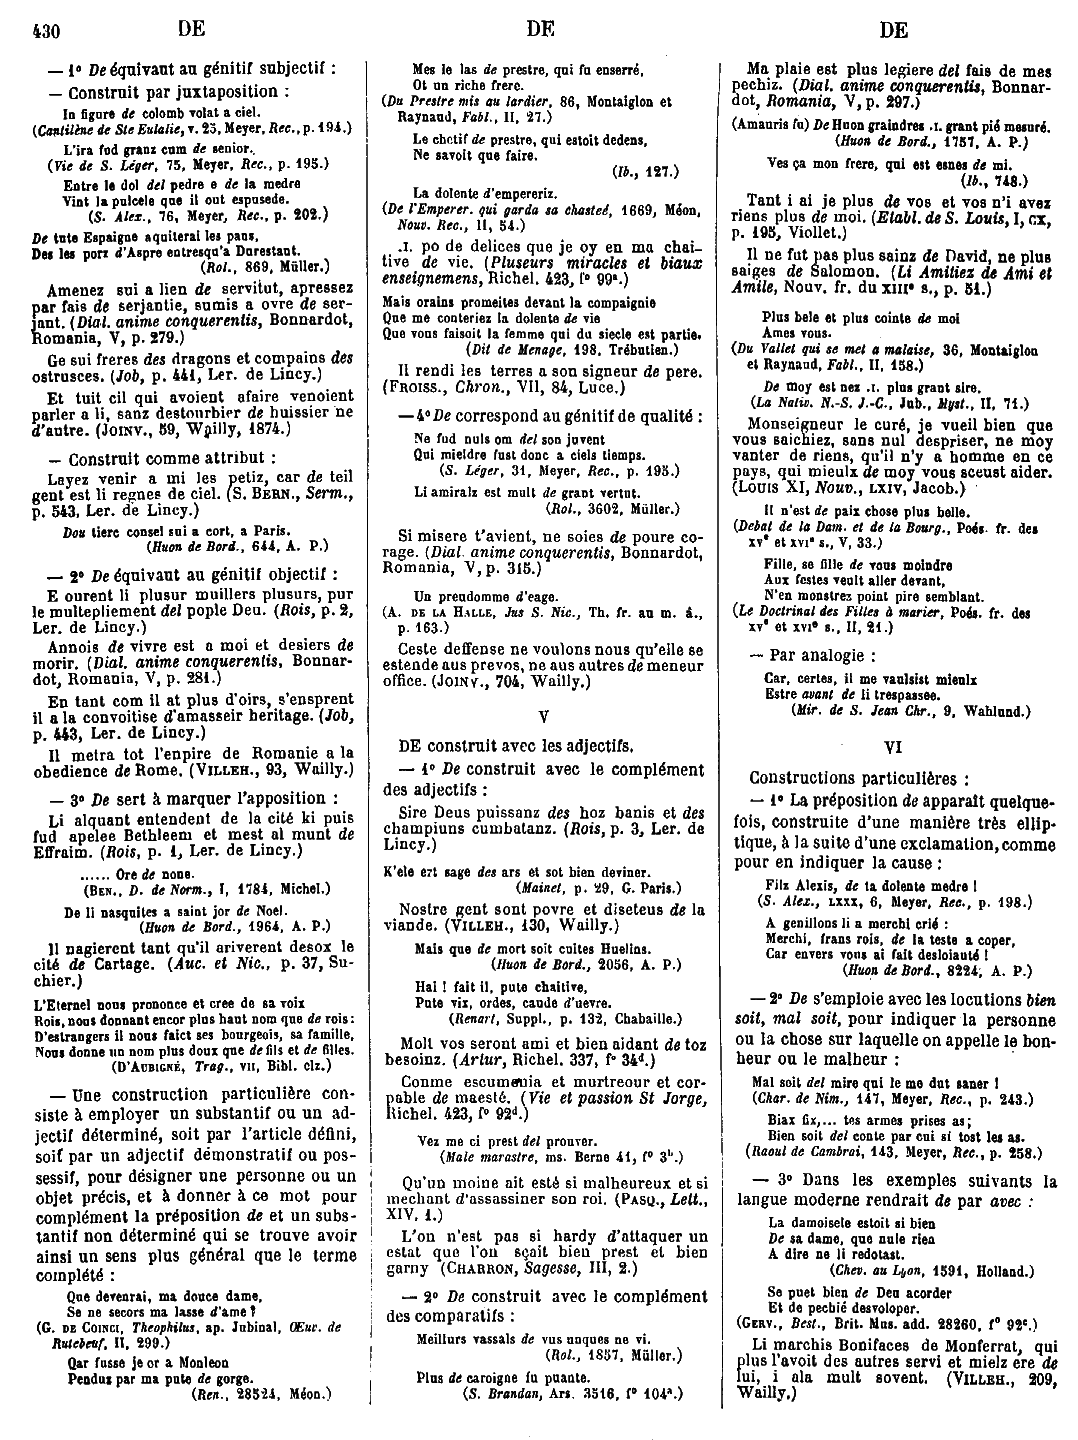 430 DE DE DE
— 1° De équivaut au génitif subjectif :
— Construit par juxtaposition :
In figure de colomb volat a ciel.
(Cantilène de Ste Eulalie, v. 25, Meyer, Rec., p. 194.)
L'ira fud granz cum de senior.
(Vie de S. Léger, 75, Meyer, Rec., p. 195.)
Entre le dol del pedre e de la medre
Vint la pulcele que il out espusede.
(S. Alex., 76, Meyer, Rec., p. 202.)
De tute Espaigne aquiterai les pans,
Des les porz d'Aspre entresqu'a Durestant.
(Rol., 869, Müller.)
Amenez sui a lien de servitut, apressez
par fais de serjantie, sumis a ovre de ser-
jant. (Dial. anime conquerentis, Bonnardot,
Romania, V, p. 279.)
Ge sui freres des dragons et compains des
ostrusces. (Job, p. 441, Ler. de Lincy.)
Et tuit cil qui avoient afaire venoient
parler a li, sanz destourbier de huissier ne
d'autre. (JOINV., 59, Wailly, 1874.)
— Construit comme attribut :
Layez venir a mi les petiz, car de teil
gent est li regnes de ciel. (S. BERN., Serm.,
p. 543, Ler. de Lincy.)
Dou tierc consel sui a cort, a Paris.
(Huon de Bord., 644, A. P.)
— 2° De équivaut au génitif objectif :
E ourent li plusur muillers plusurs, pur
le multepliement del pople Deu. (Rois, p. 2,
Ler. de Lincy.)
Annois de vivre est a moi et desiers de
morir. (Dial. anime conquerentis, Bonnar-
dot, Romania, V, p. 281.)
En tant com il at plus d'oirs, s'ensprent
il a la convoitise d'amasseir heritage. (Job,
p. 443, Ler. de Lincy.)
Il metra tot l'enpire de Romanie a la
obedience de Rome. (VILLEH., 93, Wailly.)
— 3° De sert à marquer l'apposition :
Li alquant entendent de la cité ki puis
fud apelee Bethleem et mest al munt de
Effraim. (Rois, p. 1, Ler. de Lincy.)
...... Ore de none.
(BEN., D. de Norm., I, 1784, Michel.)
De li nasquites a saint jor de Noel.
(Huon de Bord., 1964, A. P.)
Il nagierent tant qu'il ariverent desox le
cité de Cartage. (Auc. et Nic., p. 37, Su-
chier.)
L'Eternel nous prononce et cree de sa voix
Rois, nous donnant encor plus haut nom que de rois:
D'estrangers il nous faict ses bourgeois, sa famille,
Nous donne un nom plus doux que de fils et de filles.
(D'AUBIGNÉ, Trag., VII, Bibl. elz.)
— Une construction particulière con-
siste à employer un substantif ou un ad-
jectif déterminé, soit par l'article défini,
soit par un adjectif démonstratif ou pos-
sessif, pour désigner une personne ou un
objet précis, et à donner à ce mot pour
complément la préposition de et un subs-
tantif non déterminé qui se trouve avoir
ainsi un sens plus général que le terme
complété :
Que devenrai, ma douce dame,
Se ne secors ma lasse d'ame ?
(G. DE COINCI, Theophilus, ap. Jubinal, Œuv. de
Rutebeuf, II, 299.)
Qar fusse je or a Monleon
Pendus par ma pute de gorge.
(Ren., 28524, Méon.)
Mes le las de prestre, qui fu enserré,
Ot un riche frere.
(Du Prestre mis au lardier, 86, Montaiglon et
Raynaud, Fabl., II, 27.)
Le chetif de prestre, qui estoit dedens,
Ne savoit que faire.
(Ib., 127.)
La dolente d'empereriz.
(De l'Emperer. qui garda sa chasteé, 1669, Méon,
Nouv. Rec., II, 54.)
.I. po de delices que je oy en ma chai-
tive de vie. (Pluseurs miracles et biaux
enseignemens, Richel. 423, f° 99ª.)
Mais orains promeites devant la compaignie
Que me conteriez la dolente de vie
Que vous faisoit la femme qui du siecle est partie.
(Dit de Menage, 198, Trébutien.)
Il rendi les terres a son signeur de pere.
(FROISS., Chron., VII, 84, Luce.)
— 4° De correspond au génitif de qualité :
Ne fud nuls om del son juvent
Qui mieldre fust donc a ciels tiemps.
(S. Léger, 31, Meyer, Rec., p. 195.)
Li amiralz est mult de grant vertut.
(Rol., 3602, Müller.)
Si misere t'avient, ne soies de poure co-
rage. (Dial. anime conquerentis, Bonnardot,
Romania, V, p. 315.)
Un preudomme d'eage.
(A. DE LA HALLE, Jus S. Nic., Th. fr. au m. â.,
p. 163.)
Ceste deffense ne voulons nous qu'elle se
estende aus prevos, ne aus autres de meneur
office. (JOINV., 704, Wailly.)
V
DE construit avec les adjectifs.
— 1° De construit avec le complément
des adjectifs :
Sire Deus puissanz des hoz banis et des
champiuns cumbatanz. (Rois, p. 3, Ler. de
Lincy.)
K'ele ert sage des ars et sot bien deviner.
(Mainet, p. 29, G. Paris.)
Nostre gent sont povre et diseteus de la
viande. (VILLEH., 130, Wailly.)
Mais que de mort soit cuites Huelins.
(Huon de Bord., 2056, A. P.)
Hai ! fait il, pute chaitive,
Pute vix, ordes, caude d'uevre.
(Renart, Suppl., p. 132, Chabaille.)
Molt vos seront ami et bien aidant de toz
besoinz. (Artur, Richel. 337, f° 34ᵈ.)
Conme escumenia et murtreour et cor-
pable de maesté. (Vie et passion St Jorge,
Richel. 423, f° 92ᵈ.)
Vez me ci prest del prouver.
(Male marastre, ms. Berne 41, f° 3ᵇ.)
Qu'un moine ait esté si malheureux et si
mechant d'assassiner son roi. (PASQ., Lett.,
XIV, 1.)
L'on n'est pas si hardy d'attaquer un
estat que l'on sçait bien prest et bien
garny (CHARRON, Sagesse, III, 2.)
— 2° De construit avec le complément
des comparatifs :
Meillurs vassals de vus unques ne vi.
(Rol., 1857, Müller.)
Plus de caroigne fu puante.
(S. Brandan, Ars. 3516, f° 104ª.)
Ma plaie est plus legiere del fais de mes
pechiz. (Dial. anime conquerentis, Bonnar-
dot, Romania, V, p. 297.)
(Amauris fu) De Huon graindres .I. grant pié mesuré.
(Huon de Bord., 1757, A. P.)
Ves ça mon frere, qui est esnes de mi.
(Ib., 748.)
Tant i ai je plus de vos et vos n'i avez
riens plus de moi. (Etabl. de S. Louis, I, CX,
p. 195, Viollet.)
Il ne fut pas plus sainz de David, ne plus
saiges de Salomon. (Li Amitiez de Ami et
Amile, Nouv. fr. du XIIIᵉ s., p. 51.)
Plus bele et plus cointe de moi
Ames vous.
(Du Vallet qui se met a malaise, 36, Montaiglon
et Raynaud, Fabl., II, 158.)
De moy est nez .I. plus grant sire.
(La Nativ. N.-S. J.-C., Jub., Myst., II, 71.)
Monseigneur le curé, je vueil bien que
vous saichiez, sans nul despriser, ne moy
vanter de riens, qu'il n'y a homme en ce
pays, qui mieulx de moy vous sceust aider.
(LOUIS XI, Nouv., LXIV, Jacob.)
Il n'est de paix chose plus belle.
(Debat de la Dam. et de la Bourg., Poés. fr. des
XVᵉ et XVIᵉ s., V, 33.)
Fille, se fille de vous moindre
Aux festes veult aller devant,
N'en monstrez point pire semblant.
(Le Doctrinal des Filles à marier, Poés. fr. des
XVᵉ et XVIᵉ s., II, 21.)
— Par analogie :
Car, certes, il me vaulsist mieulx
Estre avant de li trespassee.
(Mir. de S. Jean Chr., 9, Wahlund.)
VI
Constructions particulières :
— 1° La préposition de apparaît quelque-
fois, construite d'une manière très ellip-
tique, à la suite d'une exclamation, comme
pour en indiquer la cause :
Filz Alexis, de ta dolente medre !
(S. Alex., LXXX, 6, Meyer, Rec., p. 198.)
A genillons li a merchi crié :
Merchi, frans rois, de la teste a coper,
Car envers vous ai fait desloiauté !
(Huon de Bord., 8224, A. P.)
— 2° De s'emploie avec les locutions bien
soit, mal soit, pour indiquer la personne
ou la chose sur laquelle on appelle le bon-
heur ou le malheur :
Mal soit del mire qui le me dut saner !
(Char. de Nim., 147, Meyer, Rec., p. 243.)
Biax fix,... tes armes prises as;
Bien soit del conte par cui si tost les as.
(Raoul de Cambrai, 143, Meyer, Rec., p. 258.)
— 3° Dans les exemples suivants la
langue moderne rendrait de par avec :
La damoisele estoit si bien
De sa dame, que nule rien
A dire ne li redotast.
(Chev. au Lyon, 1591, Holland.)
Se puet bien de Deu acorder
Et de pechié desvoloper.
(GERV., Best., Brit. Mus. add. 28260, f° 92ᶜ.)
Li marchis Bonifaces de Monferrat, qui
plus l'avoit des autres servi et mielz ere de
lui, i ala mult sovent. (VILLEH., 209,
Wailly.)